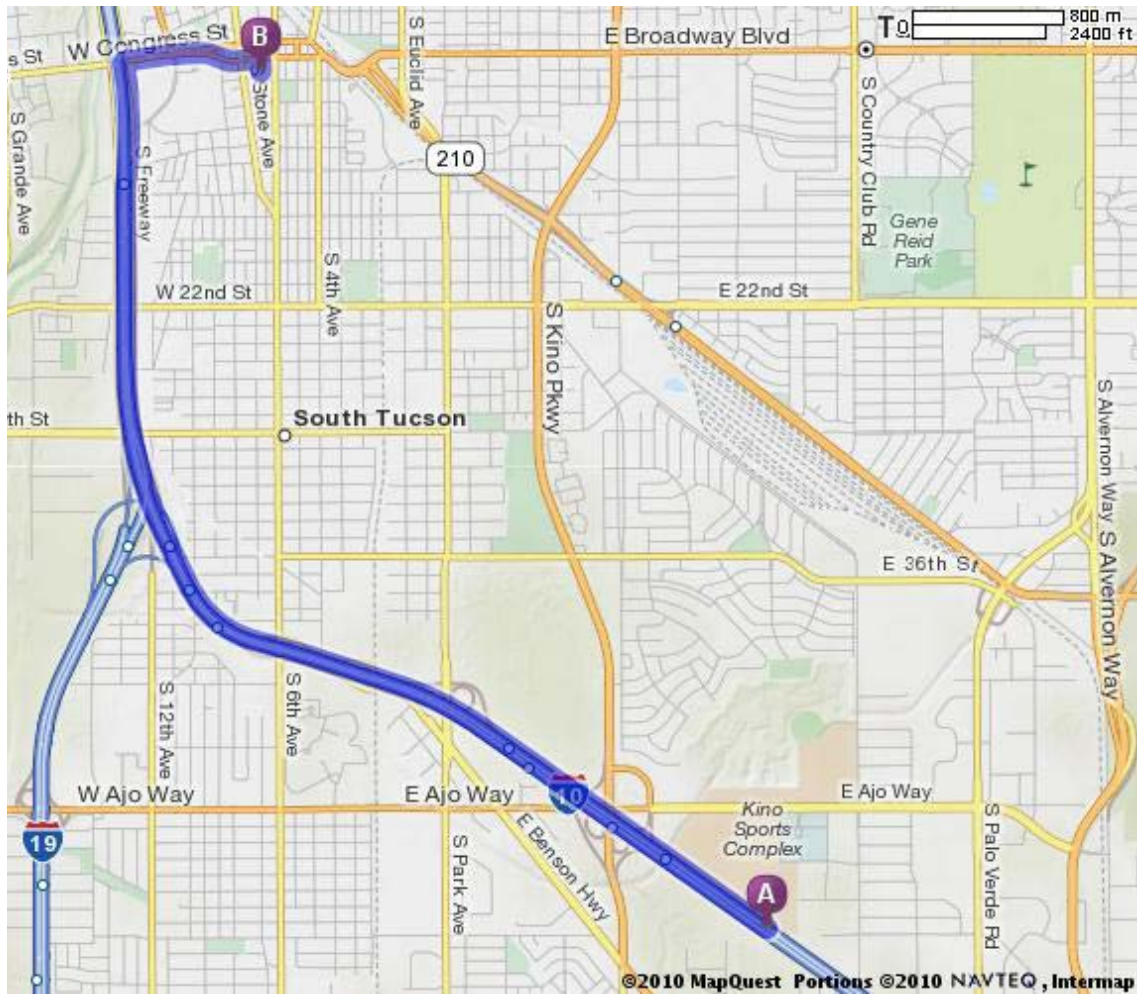 800 m
2400 ft
W Congress St
B
S Euclid Ave
E Broadway Blvd
s St
Stone Ave
S Grande Ave
S Freeway
210
S Country Club Rd
Gene
Reid
Park
W 22nd St
S 4th Ave
E 22nd St
S Kino Pkwy
th St
South Tucson
S Alvernon Way
S Alvernon Way
E 36th St
S 12th Ave
S 6th Ave
10
W Ajo Way
E Ajo Way
E Ajo Way
19
S Park Ave
E Benson Hwy
Kino
Sports
Complex
S Palo Verde Rd
A
©2010 MapQuest Portions ©2010 NAVTEQ, Intermap